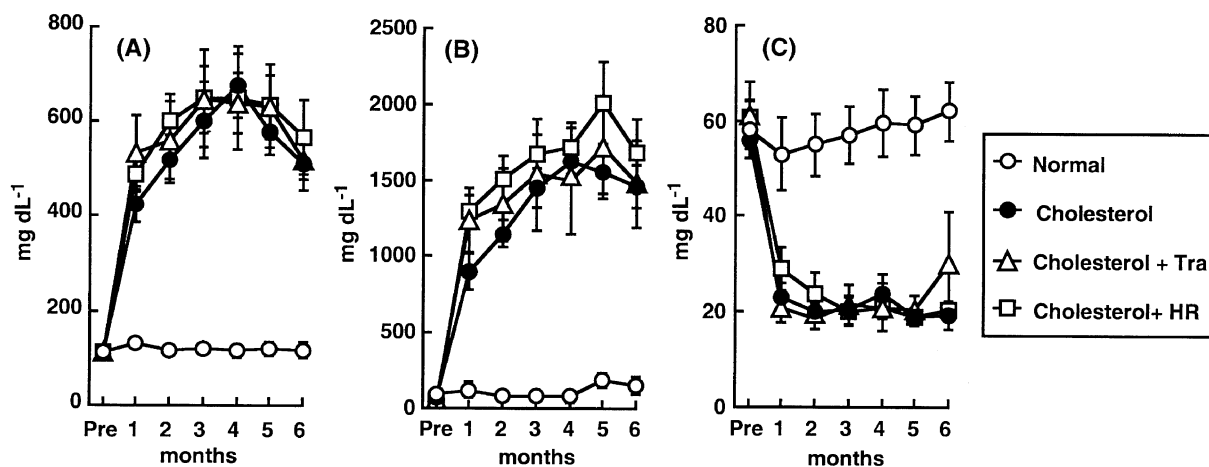 (A)
mg dL-1
800
600
400
200
0
Pre 1 2 3 4 5 6
months
(B)
mg dL-1
2500
2000
1500
1000
500
0
Pre 1 2 3 4 5 6
months
(C)
mg dL-1
80
60
40
20
0
Pre 1 2 3 4 5 6
months
Normal
Cholesterol
Cholesterol + Tra
Cholesterol+ HR